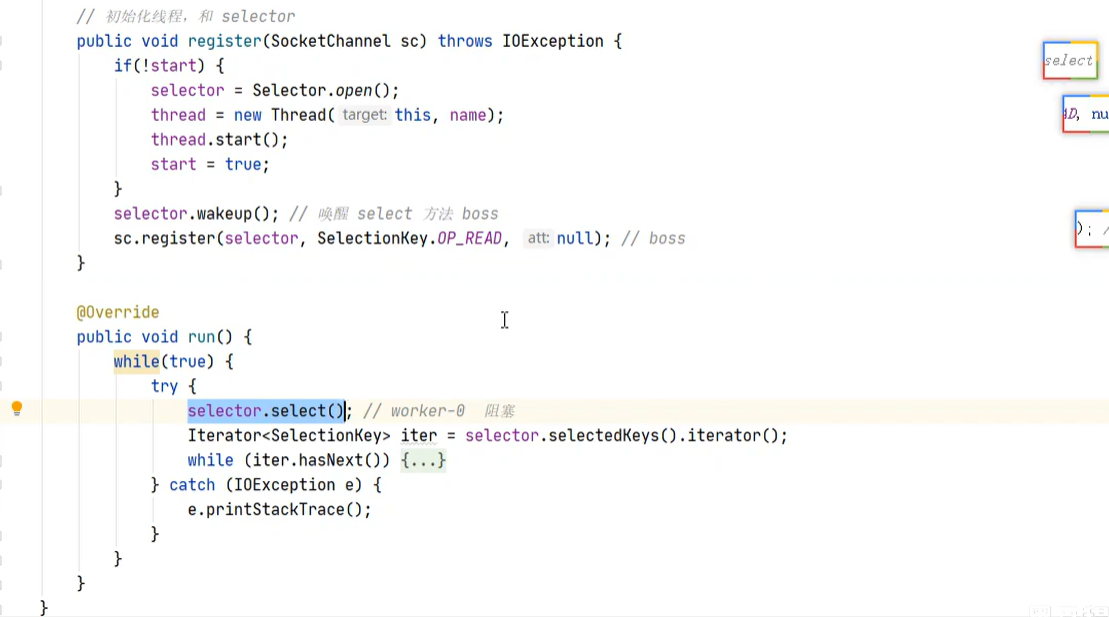 // 初始化线程，和 selector
public void register(SocketChannel sc) throws IOException {
if(!start) {
selector = Selector.open();
thread = new Thread( target: this, name);
thread.start();
start = true;
}
selector.wakeup(); // 唤醒 select 方法 boss
sc.register(selector, SelectionKey.OP_READ, att: null); // boss
}
@Override
public void run() {
while(true) {
try {
selector.select(); // worker-0 阻塞
Iterator<SelectionKey> iter = selector.selectedKeys().iterator();
while (iter.hasNext()) {...}
} catch (IOException e) {
e.printStackTrace();
}
}
}
}
select
D, nu
); /